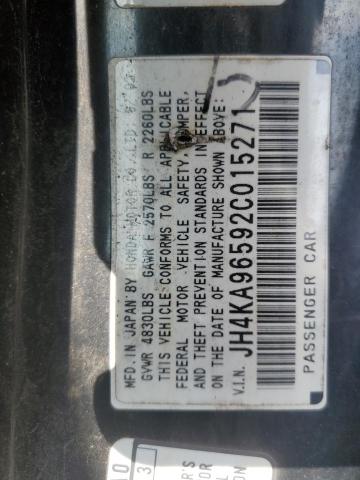 MFD. IN JAPAN BY HONDA MOTOR CO., LTD.
GVWR 4830LBS GAWR F 2570LBS R 2260LBS
THIS VEHICLE CONFORMS TO ALL APPLICABLE
FEDERAL MOTOR VEHICLE SAFETY, BUMPER,
AND THEFT PREVENTION STANDARDS IN EFFECT
ON THE DATE OF MANUFACTURE SHOWN ABOVE:
V.I.N. JH4KA96592C015271
PASSENGER CAR
3